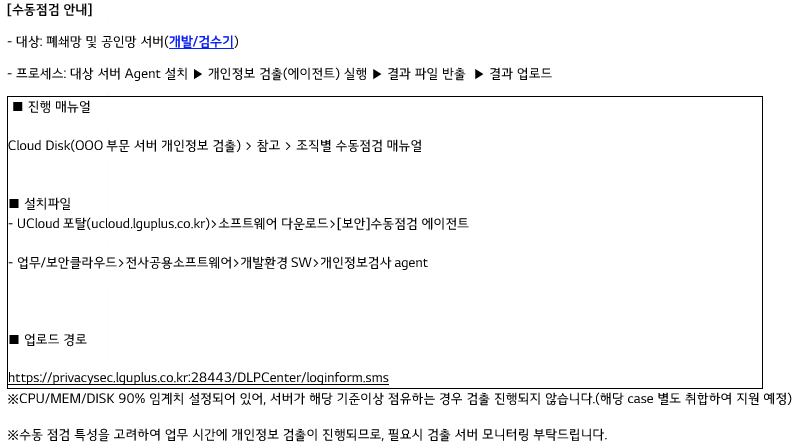 [수동점검 안내]
- 대상: 폐쇄망 및 공인망 서버(개발/검수기)
- 프로세스: 대상 서버 Agent 설치 ▶ 개인정보 검출(에이전트) 실행 ▶ 결과 파일 반출 ▶ 결과 업로드
■ 진행 매뉴얼
Cloud Disk(OOO 부문 서버 개인정보 검출) > 참고 > 조직별 수동점검 매뉴얼
■ 설치파일
- UCloud 포탈(ucloud.lguplus.co.kr)>소프트웨어 다운로드>[보안]수동점검 에이전트
- 업무/보안클라우드>전사공용소프트웨어>개발환경 SW>개인정보검사 agent
■ 업로드 경로
https://privacysec.lguplus.co.kr:28443/DLPCenter/loginform.sms
※CPU/MEM/DISK 90% 임계치 설정되어 있어, 서버가 해당 기준이상 점유하는 경우 검출 진행되지 않습니다.(해당 case 별도 취합하여 지원 예정)
※수동 점검 특성을 고려하여 업무 시간에 개인정보 검출이 진행되므로, 필요시 검출 서버 모니터링 부탁드립니다.